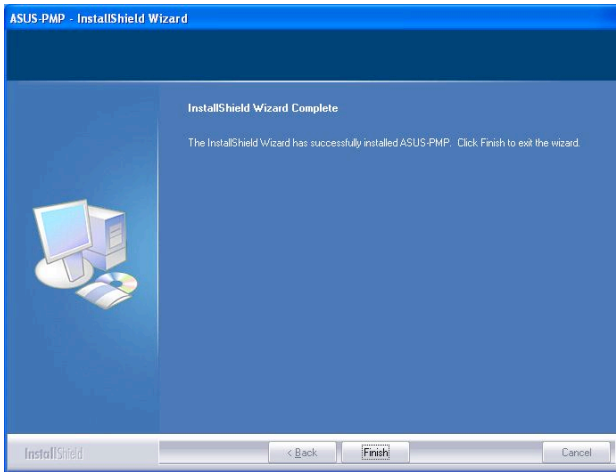 ASUS-PMP - InstallShield Wizard
InstallShield Wizard Complete
The InstallShield Wizard has successfully installed ASUS-PMP. Click Finish to exit the wizard.
InstallShield
< Back Finish Cancel